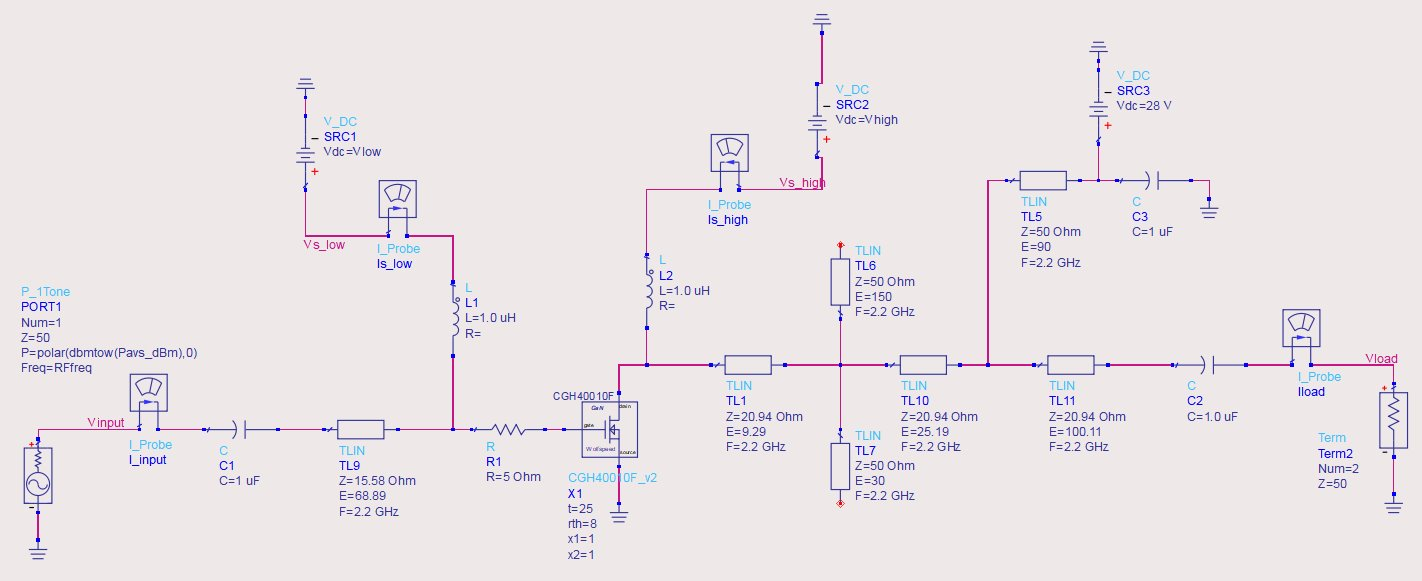 V_DC
SRC1
Vdc=Vlow
Vs_low
I_Probe
Is_low
L
L1
L=1.0 uH
R=
P_1Tone
PORT1
Num=1
Z=50
P=polar(dbmtow(Pavs_dBm),0)
Freq=RFfreq
Vinput
I_Probe
I_input
C
C1
C=1 uF
TLIN
TL9
Z=15.58 Ohm
E=68.89
F=2.2 GHz
R
R1
R=5 Ohm
CGH40010F
GaN
drain
gate
source
Wolfspeed
CGH40010F_v2
X1
t=25
rth=8
x1=1
x2=1
V_DC
SRC2
Vdc=Vhigh
Vs_high
I_Probe
Is_high
L
L2
L=1.0 uH
R=
TLIN
TL1
Z=20.94 Ohm
E=9.29
F=2.2 GHz
TLIN
TL6
Z=50 Ohm
E=150
F=2.2 GHz
TLIN
TL7
Z=50 Ohm
E=30
F=2.2 GHz
TLIN
TL10
Z=20.94 Ohm
E=25.19
F=2.2 GHz
V_DC
SRC3
Vdc=28 V
TLIN
TL5
Z=50 Ohm
E=90
F=2.2 GHz
C
C3
C=1 uF
TLIN
TL11
Z=20.94 Ohm
E=100.11
F=2.2 GHz
C
C2
C=1.0 uF
I_Probe
Iload
Vload
Term
Term2
Num=2
Z=50